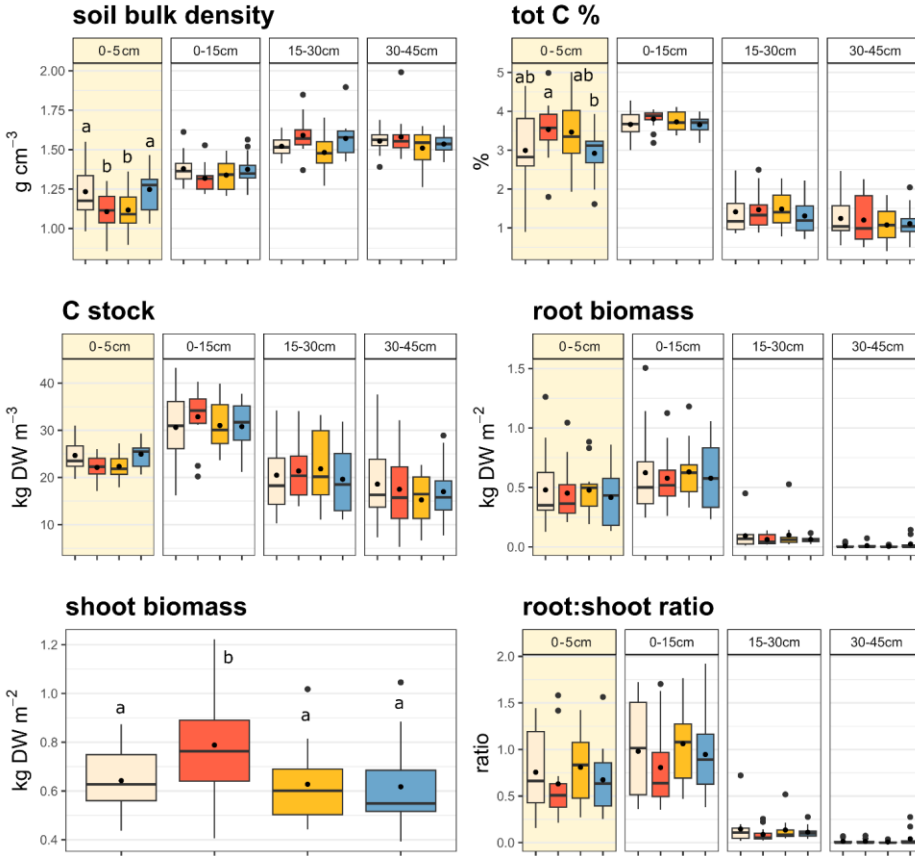 soil bulk density
0-5cm 0-15cm 15-30cm 30-45cm
2.00
1.75
1.50
1.25
1.00
g cm⁻³
a b b a
tot C %
0-5cm 0-15cm 15-30cm 30-45cm
5
4
3
2
1
%
ab a ab b
C stock
0-5cm 0-15cm 15-30cm 30-45cm
40
30
20
10
kg DW m⁻³
root biomass
0-5cm 0-15cm 15-30cm 30-45cm
1.5
1.0
0.5
0.0
kg DW m⁻²
shoot biomass
1.2
1.0
0.8
0.6
0.4
kg DW m⁻²
a b a a
root:shoot ratio
0-5cm 0-15cm 15-30cm 30-45cm
2.0
1.5
1.0
0.5
0.0
ratio